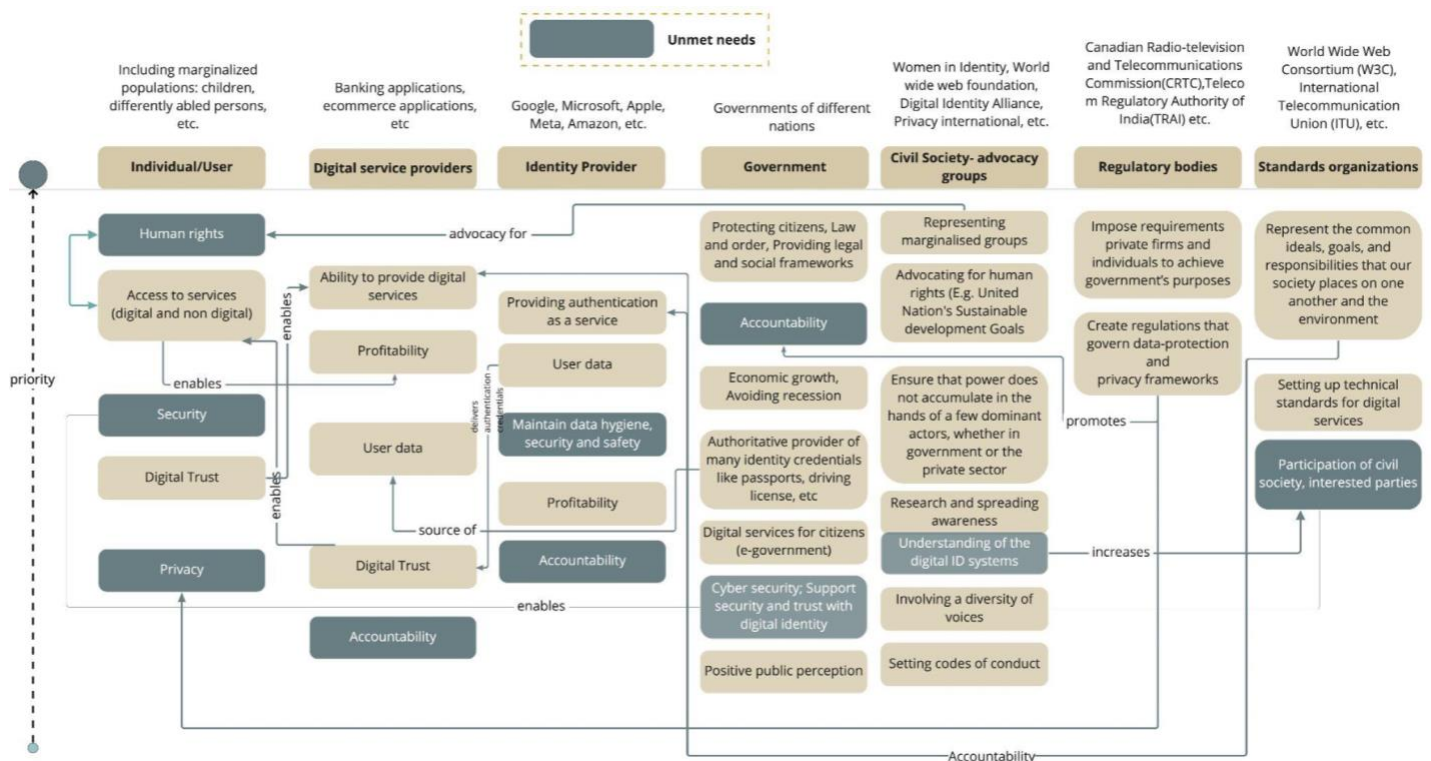 Unmet needs
Including marginalized
populations: children,
differently abled persons,
etc.
Individual/User
Human rights
Access to services
(digital and non digital)
Security
Digital Trust
Privacy
Banking applications,
ecommerce applications,
etc
Digital service providers
Ability to provide digital
services
Profitability
User data
Digital Trust
Accountability
Google, Microsoft, Apple,
Meta, Amazon, etc.
Identity Provider
Providing authentication
as a service
User data
Maintain data hygiene,
security and safety
Profitability
Accountability
Governments of different
nations
Government
Protecting citizens, Law
and order, Providing legal
and social frameworks
Accountability
Economic growth,
Avoiding recession
Authoritative provider of
many identity credentials
like passports, driving
license, etc
Digital services for citizens
(e-government)
Cyber security; Support
security and trust with
digital identity
Positive public perception
Women in Identity, World
wide web foundation,
Digital Identity Alliance,
Privacy international, etc.
Civil Society- advocacy
groups
Representing
marginalised groups
Advocating for human
rights (E.g. United
Nation's Sustainable
development Goals
Ensure that power does
not accumulate in the
hands of a few dominant
actors, whether in
government or the
private sector
Research and spreading
awareness
Understanding of the
digital ID systems
Involving a diversity of
voices
Setting codes of conduct
Canadian Radio-television
and Telecommunications
Commission(CRTC),Teleco
m Regulatory Authority of
India(TRAI) etc.
Regulatory bodies
Impose requirements
private firms and
individuals to achieve
government's purposes
Create regulations that
govern data-protection
and
privacy frameworks
World Wide Web
Consortium (W3C),
International
Telecommunication
Union (ITU), etc.
Standards organizations
Represent the common
ideals, goals, and
responsibilities that our
society places on one
another and the
environment
Setting up technical
standards for digital
services
Participation of civil
society, interested parties
priority
advocacy for
enables
enables
enables
delivers
authentication
credentials
source of
enables
promotes
increases
Accountability